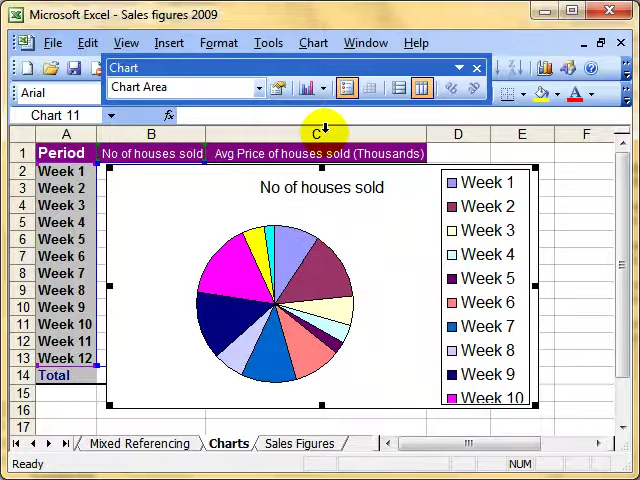 Microsoft Excel - Sales figures 2009
File Edit View Insert Format Tools Chart Window Help
Chart
Chart Area
Arial
Chart 11 fx
A B C D E F
1 Period No of houses sold Avg Price of houses sold (Thousands)
2 Week 1
3 Week 2
4 Week 3
5 Week 4
6 Week 5
7 Week 6
8 Week 7
9 Week 8
10 Week 9
11 Week 10
12 Week 11
13 Week 12
14 Total
15
16
17
No of houses sold
Week 1
Week 2
Week 3
Week 4
Week 5
Week 6
Week 7
Week 8
Week 9
Week 10
Mixed Referencing Charts Sales Figures
Ready NUM